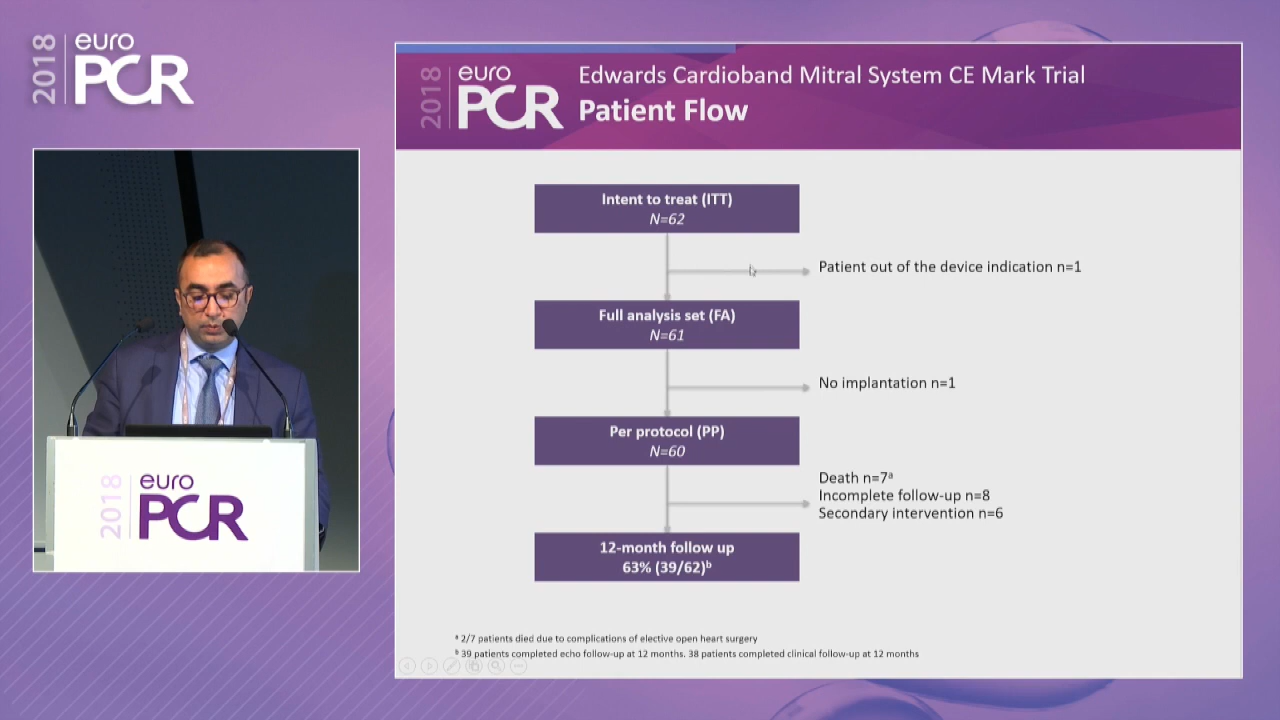 2018
euro
PCR
2018
euro
PCR
Edwards Cardioband Mitral System CE Mark Trial
Patient Flow
Intent to treat (ITT)
N=62
Patient out of the device indication n=1
Full analysis set (FA)
N=61
No implantation n=1
Per protocol (PP)
N=60
Death n=7ᵃ
Incomplete follow-up n=8
Secondary intervention n=6
12-month follow up
63% (39/62)ᵇ
ᵃ 2/7 patients died due to complications of elective open heart surgery
ᵇ 39 patients completed echo follow-up at 12 months. 38 patients completed clinical follow-up at 12 months
2018
euro
PCR